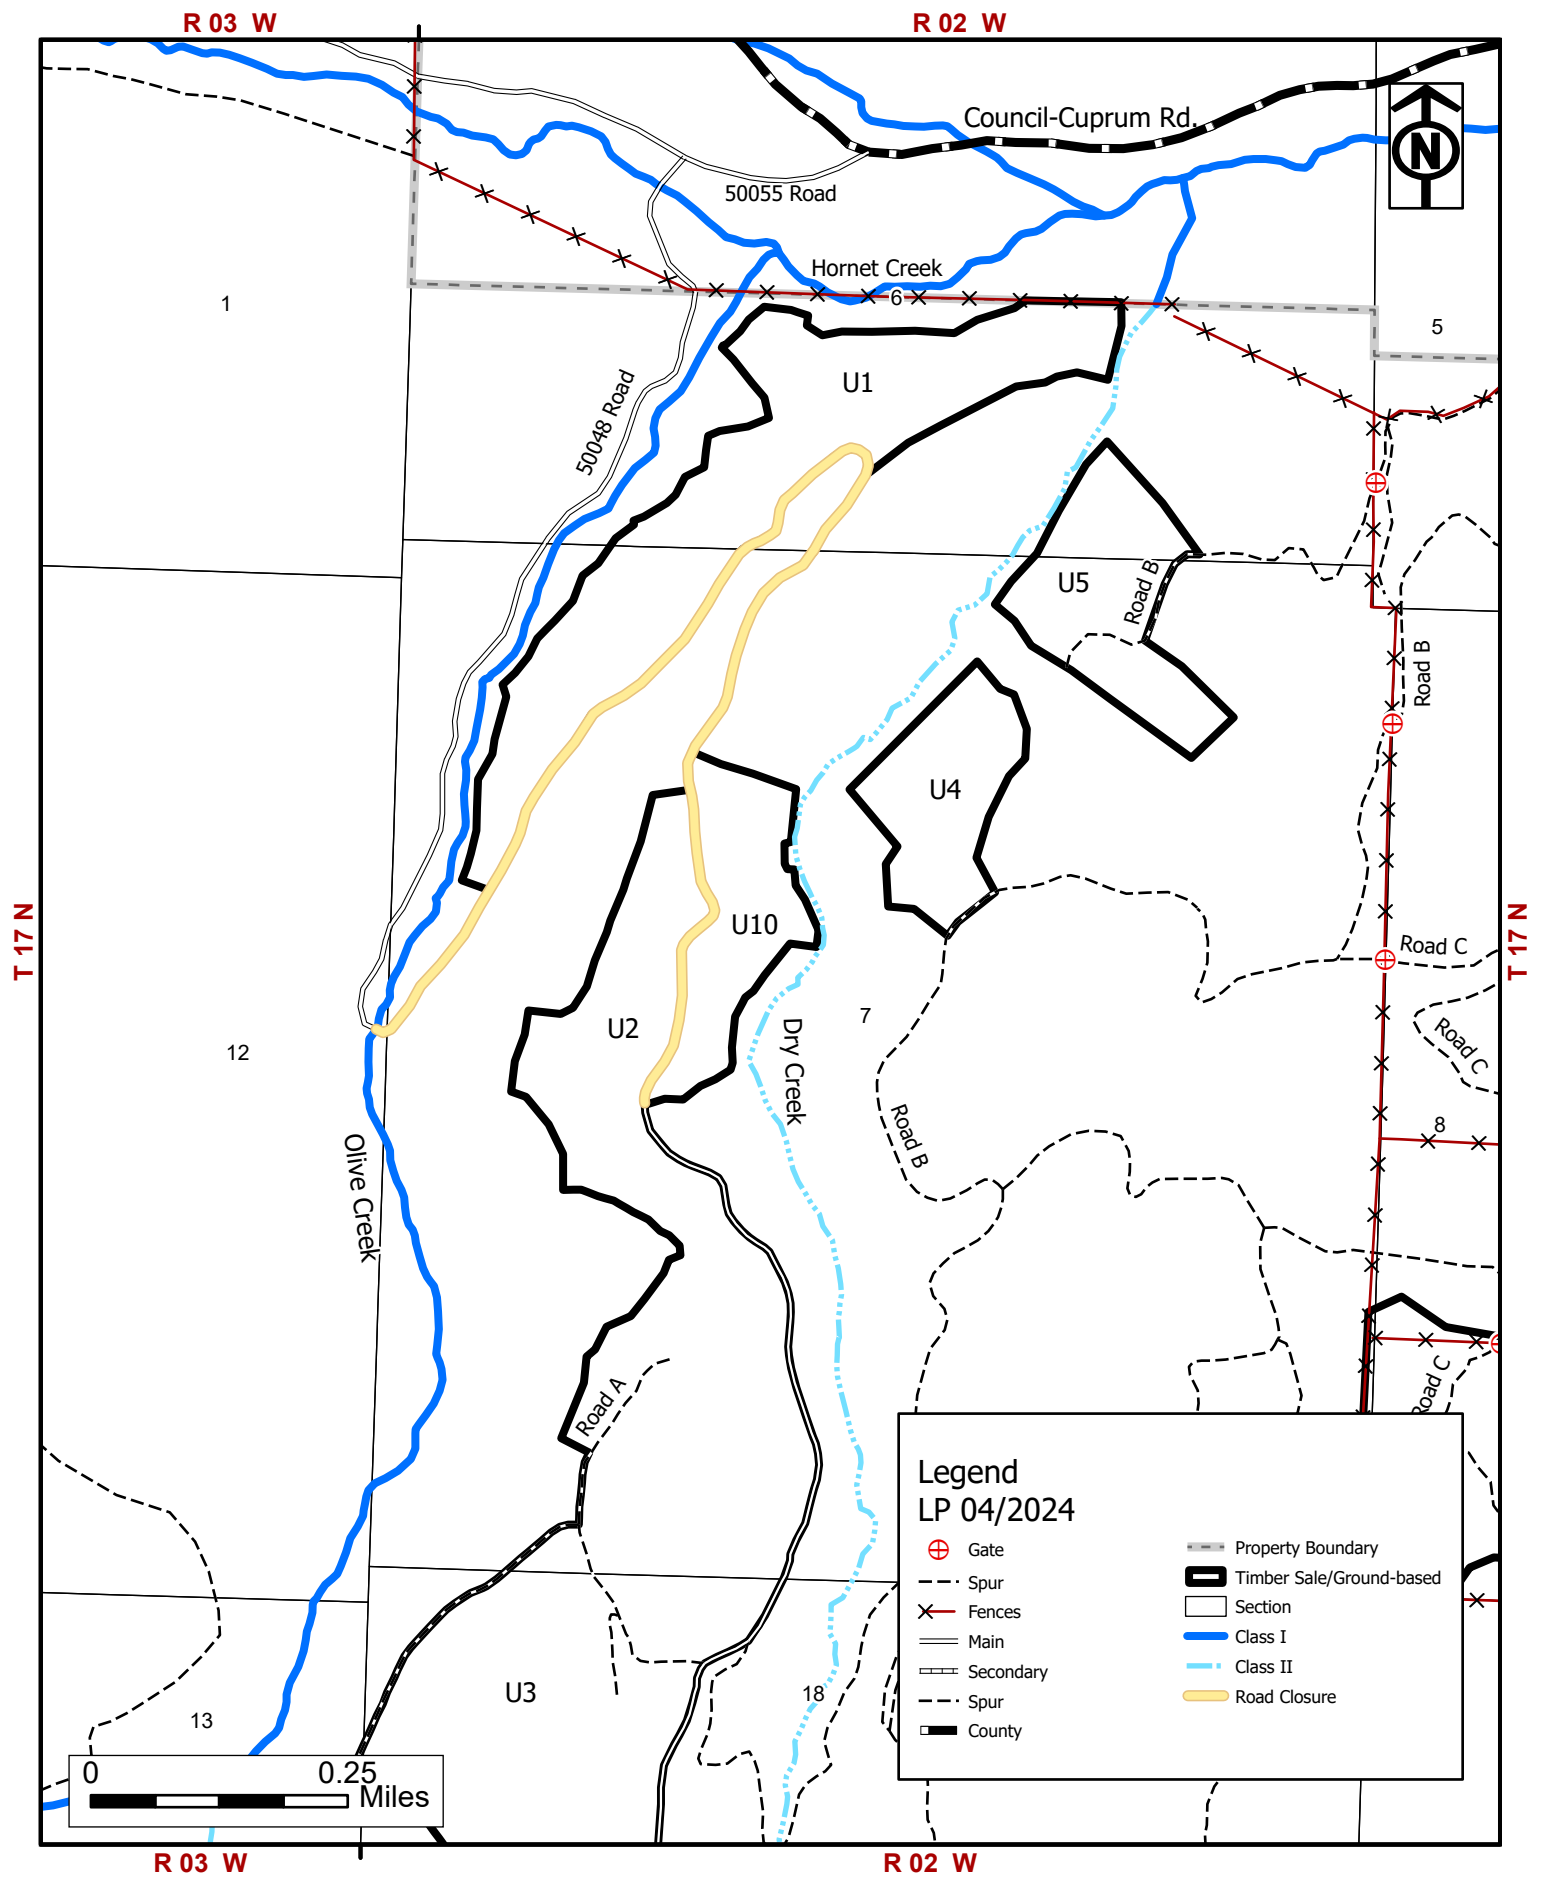 R 03 W
R 02 W
Council-Cuprum Rd.
N
50055 Road
Hornet Creek
6
1
5
U1
50048 Road
U5
Road B
Road B
U4
T 17 N
T 17 N
U10
Road C
7
U2
Dry Creek
Road C
12
Road B
8
Olive Creek
Road A
Road C
Legend
LP 04/2024
Gate
Spur
Fences
Main
Secondary
Spur
County
Property Boundary
Timber Sale/Ground-based
Section
Class I
Class II
Road Closure
U3
18
13
0
0.25
Miles
R 03 W
R 02 W